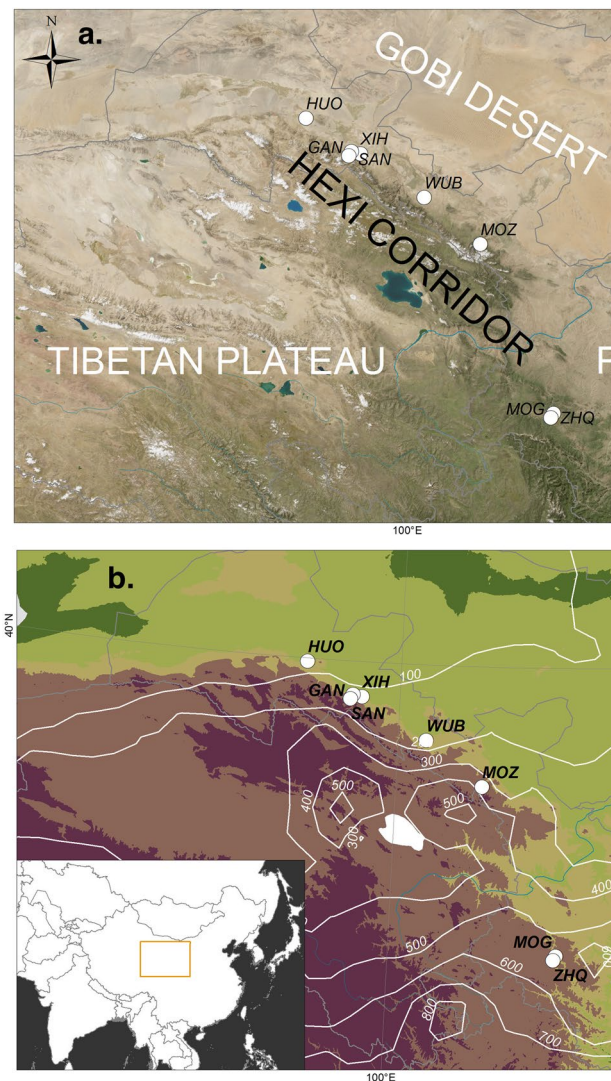 N
a.
GOBI DESERT
HUO
XIH
GAN
SAN
HEXI CORRIDOR
WUB
MOZ
TIBETAN PLATEAU
MOG
ZHQ
100°E
b.
40°N
HUO
100
GAN
XIH
SAN
WUB
300
MOZ
500
400
500
300
400
500
MOG
600
ZHQ
800
700
100°E